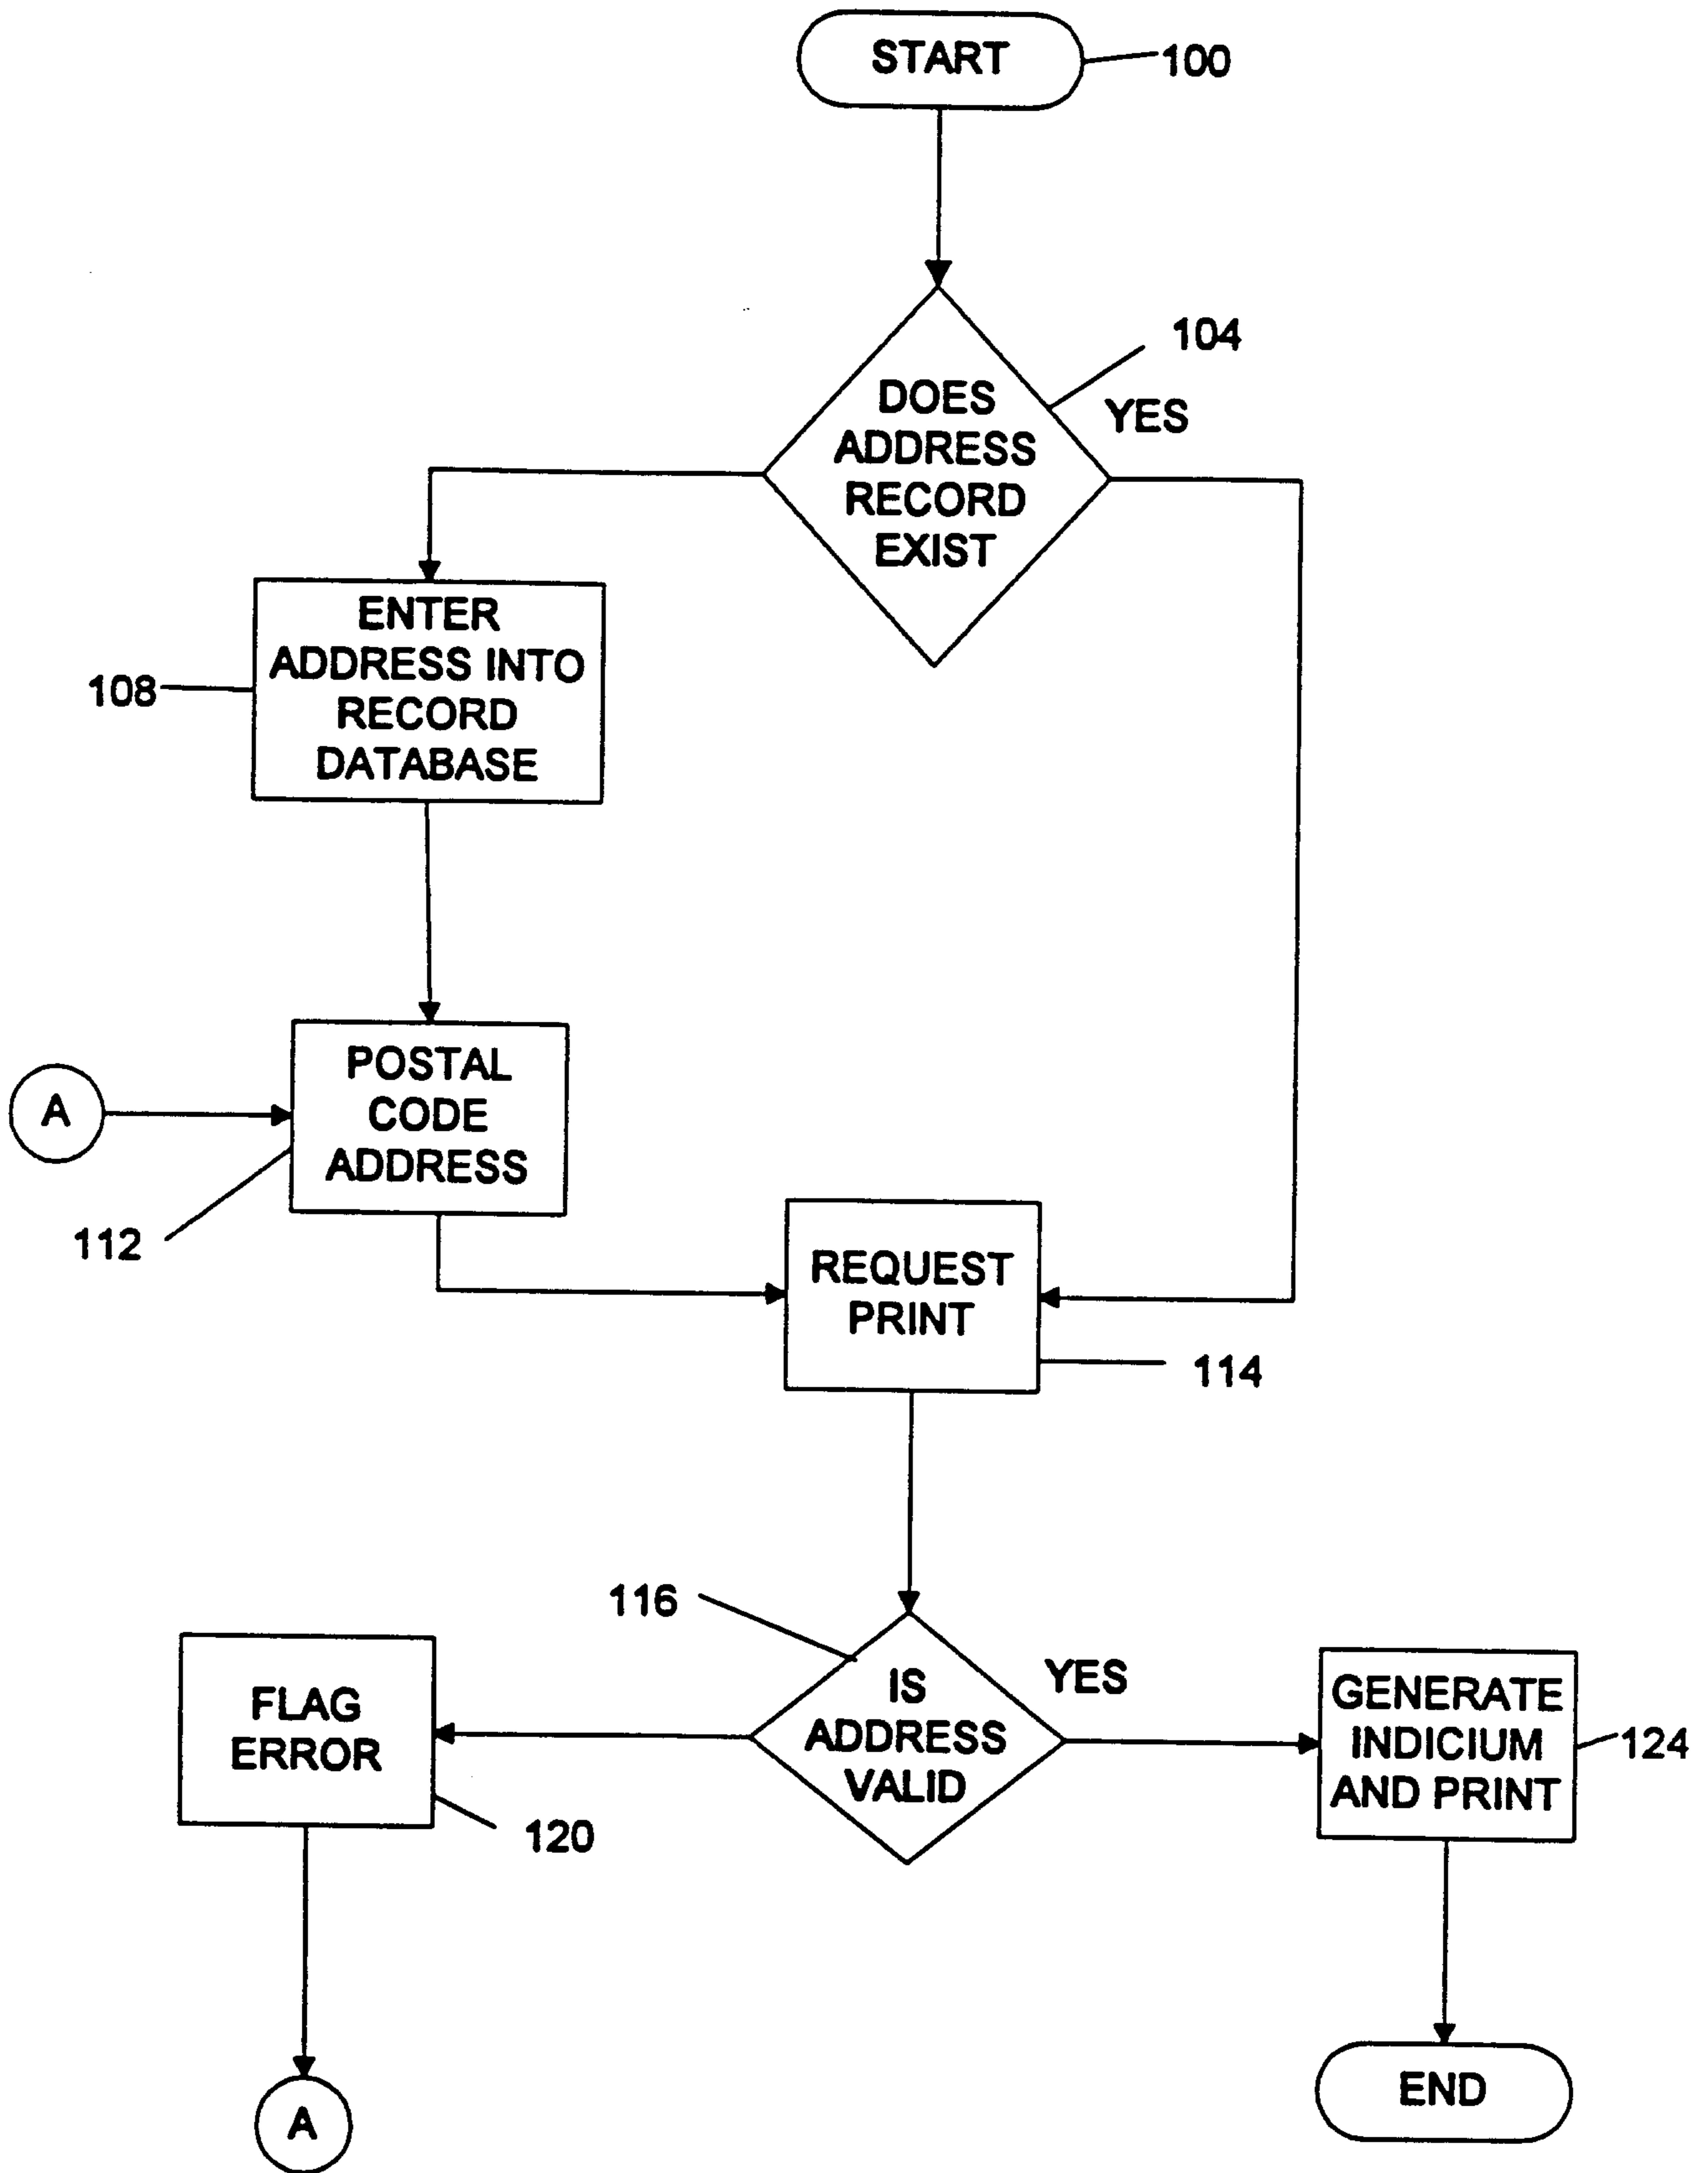 START
100
104
YES
DOES
ADDRESS
RECORD
EXIST
ENTER
ADDRESS INTO
RECORD
DATABASE
108
POSTAL
CODE
ADDRESS
A
112
REQUEST
PRINT
114
116
IS
ADDRESS
VALID
YES
FLAG
ERROR
120
GENERATE
INDICIUM
AND PRINT
124
A
END